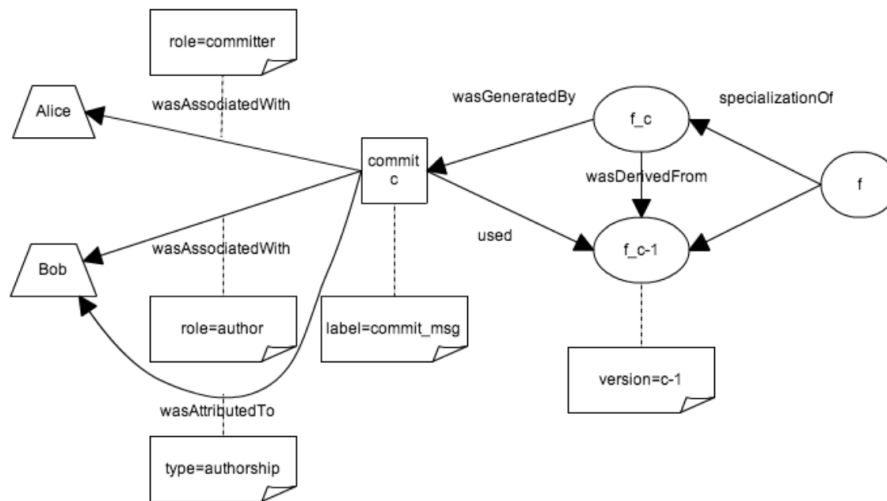 role=committer
Alice
wasAssociatedWith
wasGeneratedBy
specializationOf
f_c
commit
c
wasDerivedFrom
f
wasAssociatedWith
used
f_c-1
Bob
role=author
label=commit_msg
version=c-1
wasAttributedTo
type=authorship